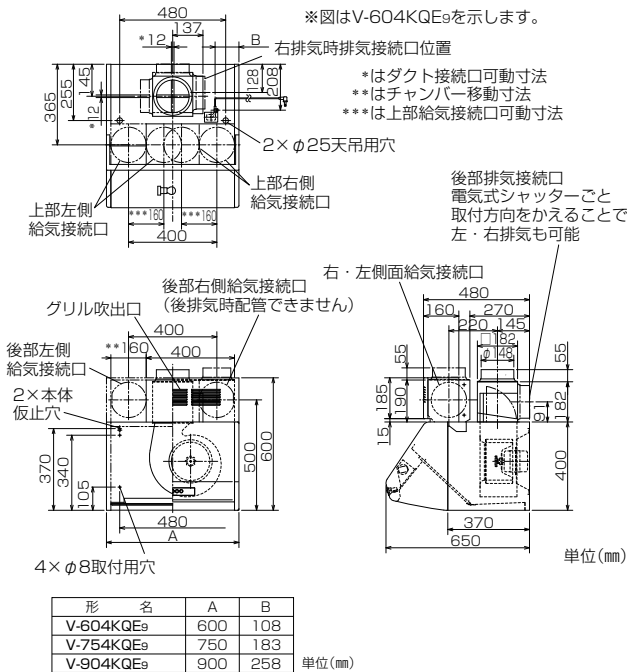 ※図はV-604KQE9を示します。
480
137
*12
B
右排気時排気接続口位置
365
255
145
*12
128
208
*はダクト接続口可動寸法
**はチャンバー移動寸法
***は上部給気接続口可動寸法
2×φ25天吊用穴
上部左側
給気接続口
上部右側
給気接続口
***160
***160
400
後部排気接続口
電気式シャッターごと
取付方向をかえることで
左・右排気も可能
右・左側面給気接続口
後部右側給気接続口
(後排気時配管できません)
グリル吹出口
400
**160
400
後部左側
給気接続口
2×本体
仮止穴
370
340
105
500
600
480
A
4×φ8取付用穴
480
160
270
220
145
□182
φ148
55
55
185
190
15
91
182
400
370
650
単位(㎜)
形 名 A B
V-604KQE9 600 108
V-754KQE9 750 183
V-904KQE9 900 258
単位(㎜)